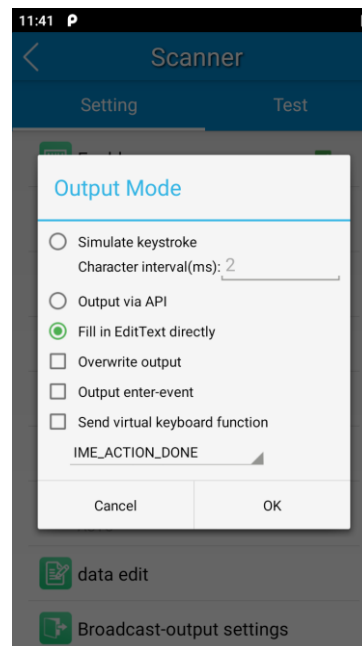 11:41
Scanner
Setting Test
Output Mode
Simulate keystroke
Character interval(ms): 2
Output via API
Fill in EditText directly
Overwrite output
Output enter-event
Send virtual keyboard function
IME_ACTION_DONE
Cancel OK
data edit
Broadcast-output settings